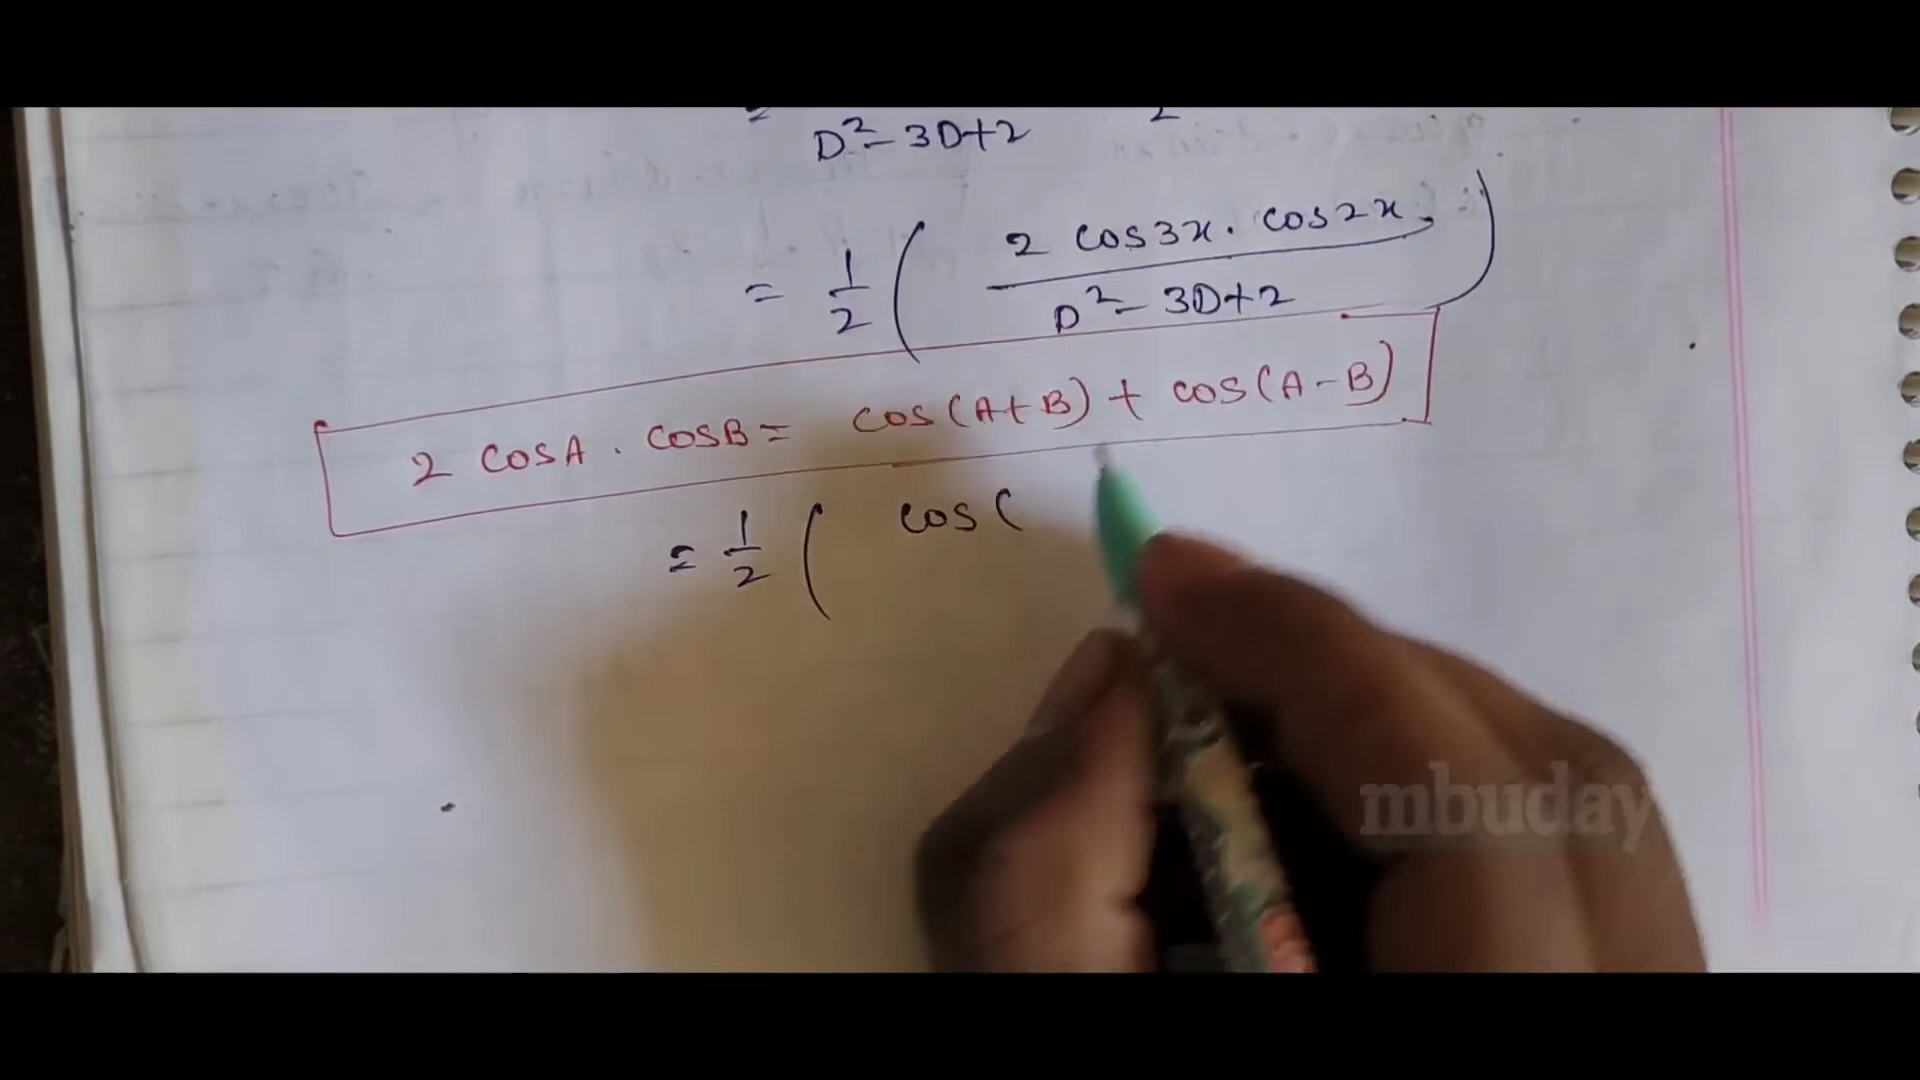 D² - 3D+2
= 1/2 ( 2 cos3x . cos2x / D² - 3D+2 )
2 cosA . cosB = cos(A+B) + cos(A-B)
= 1/2 ( cos (
mbuday